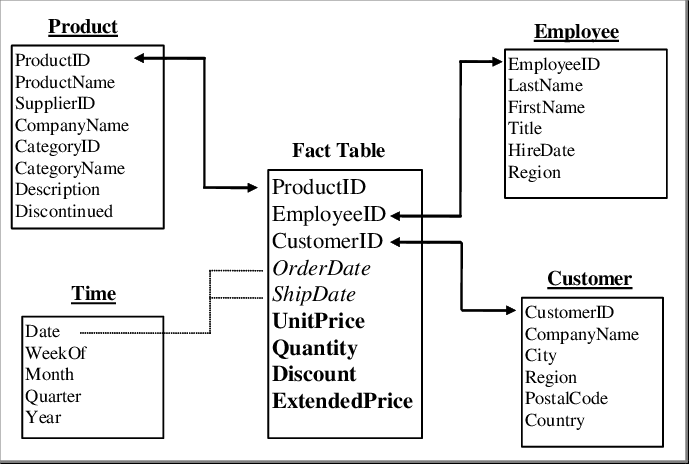 Product
ProductID
ProductName
SupplierID
CompanyName
CategoryID
CategoryName
Description
Discontinued
Employee
EmployeeID
LastName
FirstName
Title
HireDate
Region
Fact Table
ProductID
EmployeeID
CustomerID
OrderDate
ShipDate
UnitPrice
Quantity
Discount
ExtendedPrice
Time
Date
WeekOf
Month
Quarter
Year
Customer
CustomerID
CompanyName
City
Region
PostalCode
Country